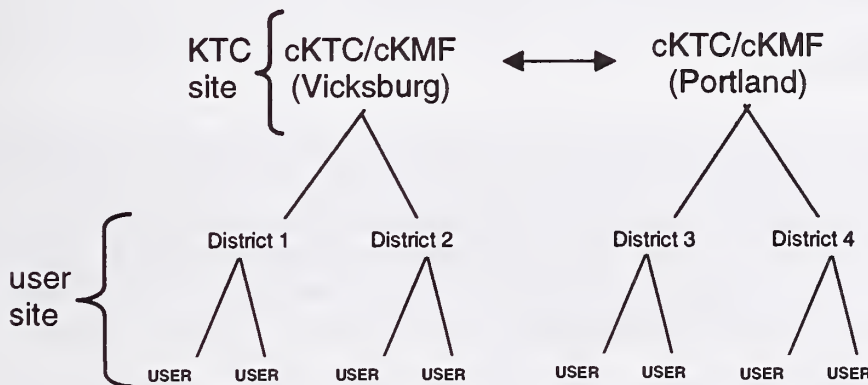 KTC
site
cKTC/cKMF
(Vicksburg)
cKTC/cKMF
(Portland)
user
site
District 1
District 2
District 3
District 4
USER
USER
USER
USER
USER
USER
USER
USER